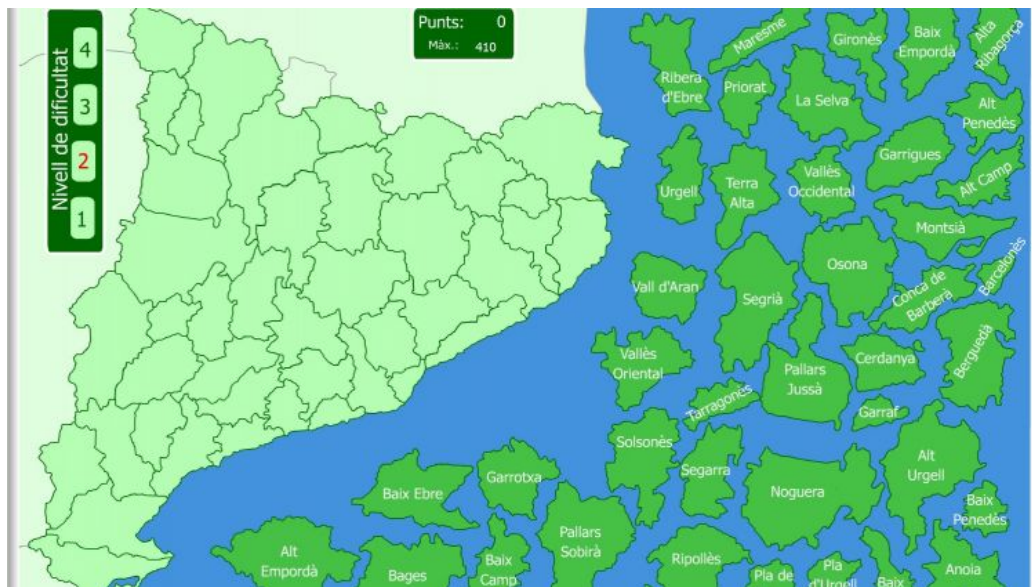 Nivell de dificultat
4
3
2
1
Punts: 0
Màx.: 410
Ribera
d'Ebre
Maresme
Priorat
Gironès
La Selva
Baix
Empordà
Alta
Ribagorça
Alt
Penedès
Garrigues
Alt Camp
Urgell
Terra
Alta
Vallès
Occidental
Montsià
Vall d'Aran
Segrià
Osona
Conca de
Barberà
Barcelonès
Vallès
Oriental
Pallars
Jussà
Cerdanya
Berguedà
Tarragonès
Garraf
Solsonès
Segarra
Noguera
Alt
Urgell
Baix
Penedès
Baix Ebre
Garrotxa
Pallars
Sobirà
Alt
Empordà
Bages
Baix
Camp
Ripollès
Pla de
Pla
d'Urgell
Baix
Anoia